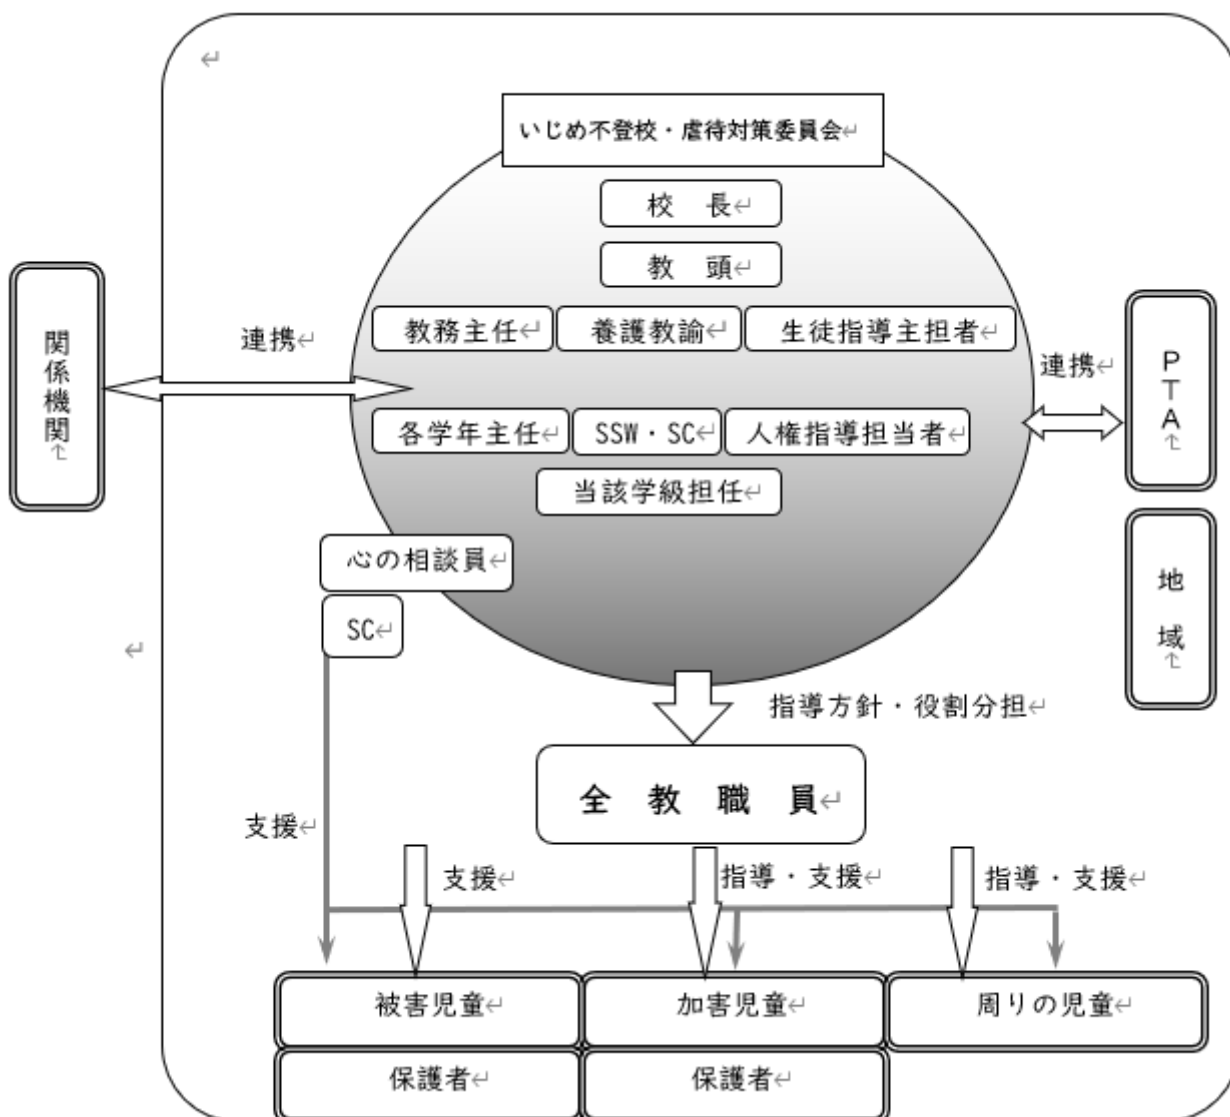 いじめ不登校・虐待対策委員会
校　長
教　頭
教務主任
養護教諭
生徒指導主担者
連携
関係機関
連携
PTA
各学年主任
SSW・SC
人権指導担当者
当該学級担任
心の相談員
SC
地域
指導方針・役割分担
全　教　職　員
支援
支援
指導・支援
指導・支援
被害児童
加害児童
周りの児童
保護者
保護者